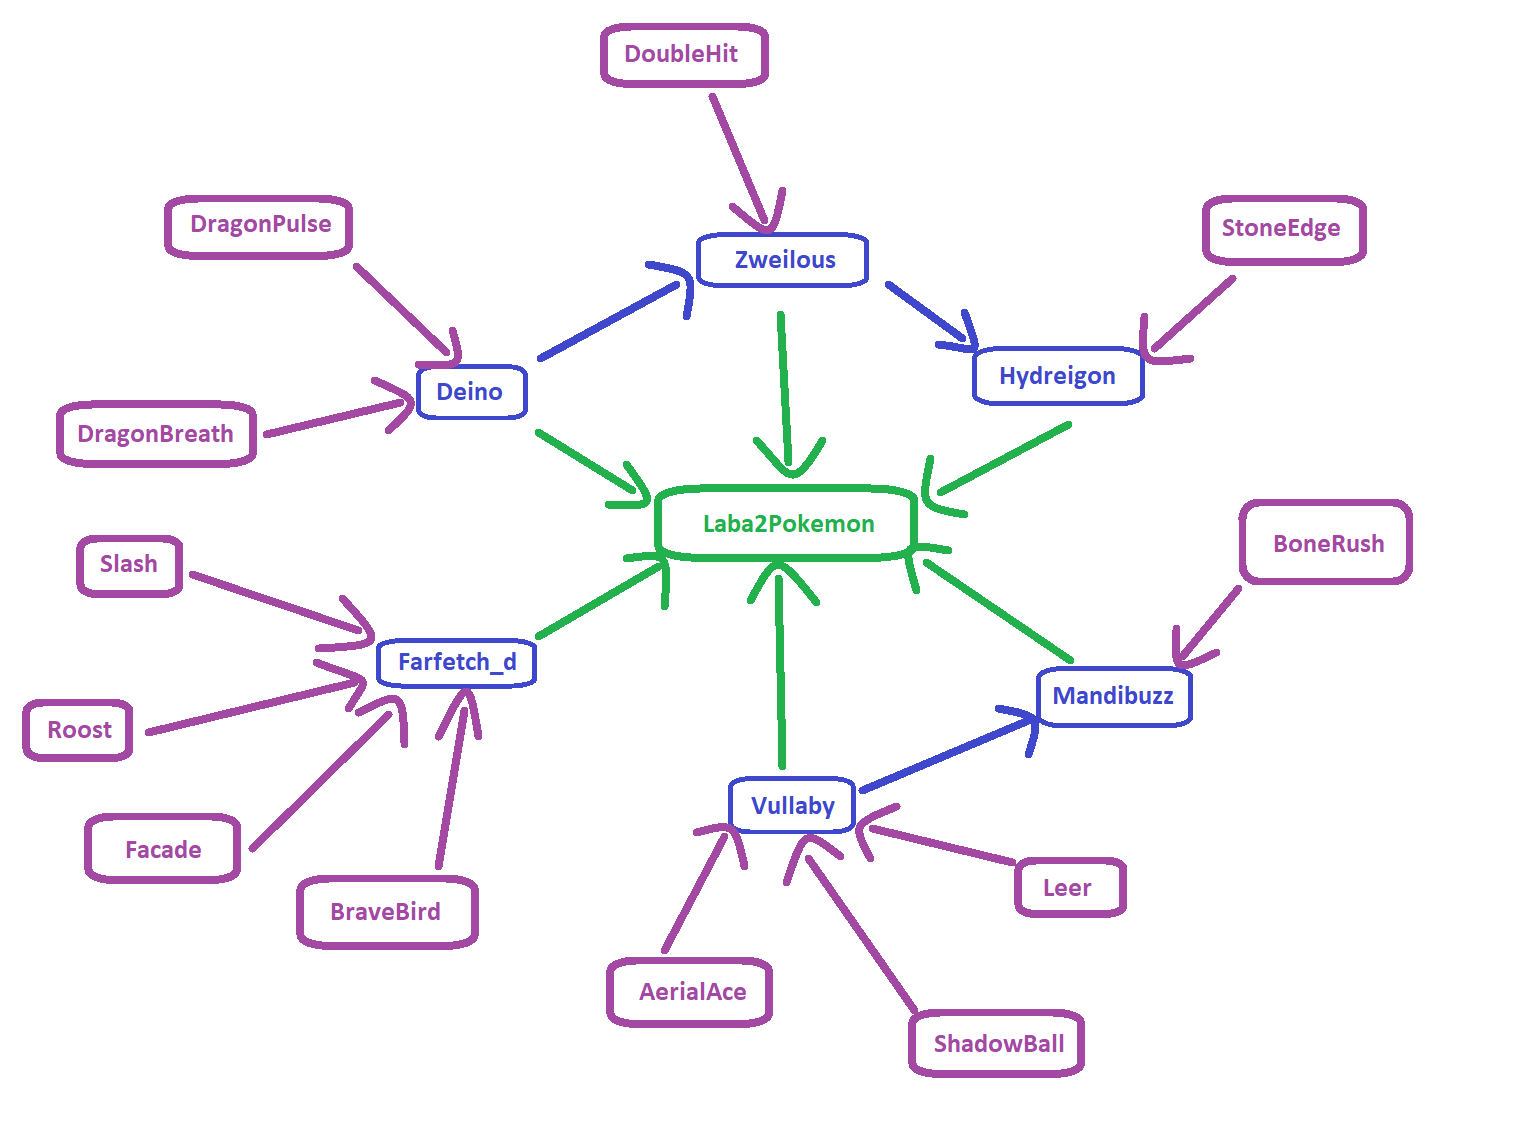 DoubleHit
DragonPulse
StoneEdge
Zweilous
Hydreigon
Deino
DragonBreath
Laba2Pokemon
BoneRush
Slash
Farfetch_d
Mandibuzz
Roost
Vullaby
Facade
Leer
BraveBird
AerialAce
ShadowBall